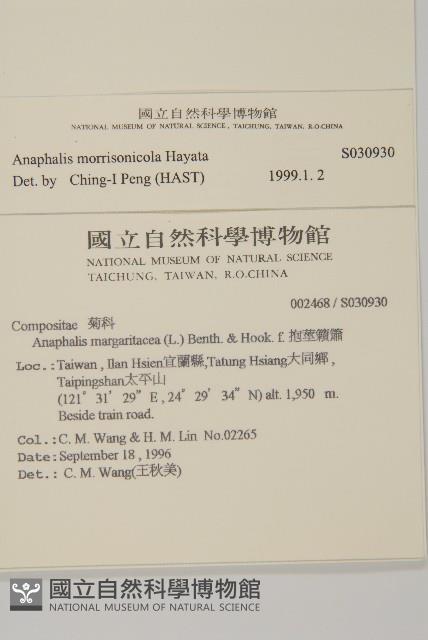 國立自然科學博物館
NATIONAL MUSEUM OF NATURAL SCIENCE, TAICHUNG, TAIWAN, R.O.CHINA
Anaphalis morrisonicola Hayata S030930
Det. by Ching-I Peng (HAST) 1999.1. 2
國立自然科學博物館
NATIONAL MUSEUM OF NATURAL SCIENCE
TAICHUNG, TAIWAN, R.O.CHINA
002468 / S030930
Compositae 菊科
Anaphalis margaritacea (L.) Benth. & Hook. f. 抱莖籟簫
Loc.: Taiwan , Ilan Hsien宜蘭縣,Tatung Hsiang大同鄉 ,
Taipingshan太平山
(121° 31' 29" E , 24° 29' 34" N) alt. 1,950 m.
Beside train road.
Col.: C. M. Wang & H. M. Lin No.02265
Date: September 18 , 1996
Det.: C. M. Wang(王秋美)
國立自然科學博物館
NATIONAL MUSEUM OF NATURAL SCIENCE